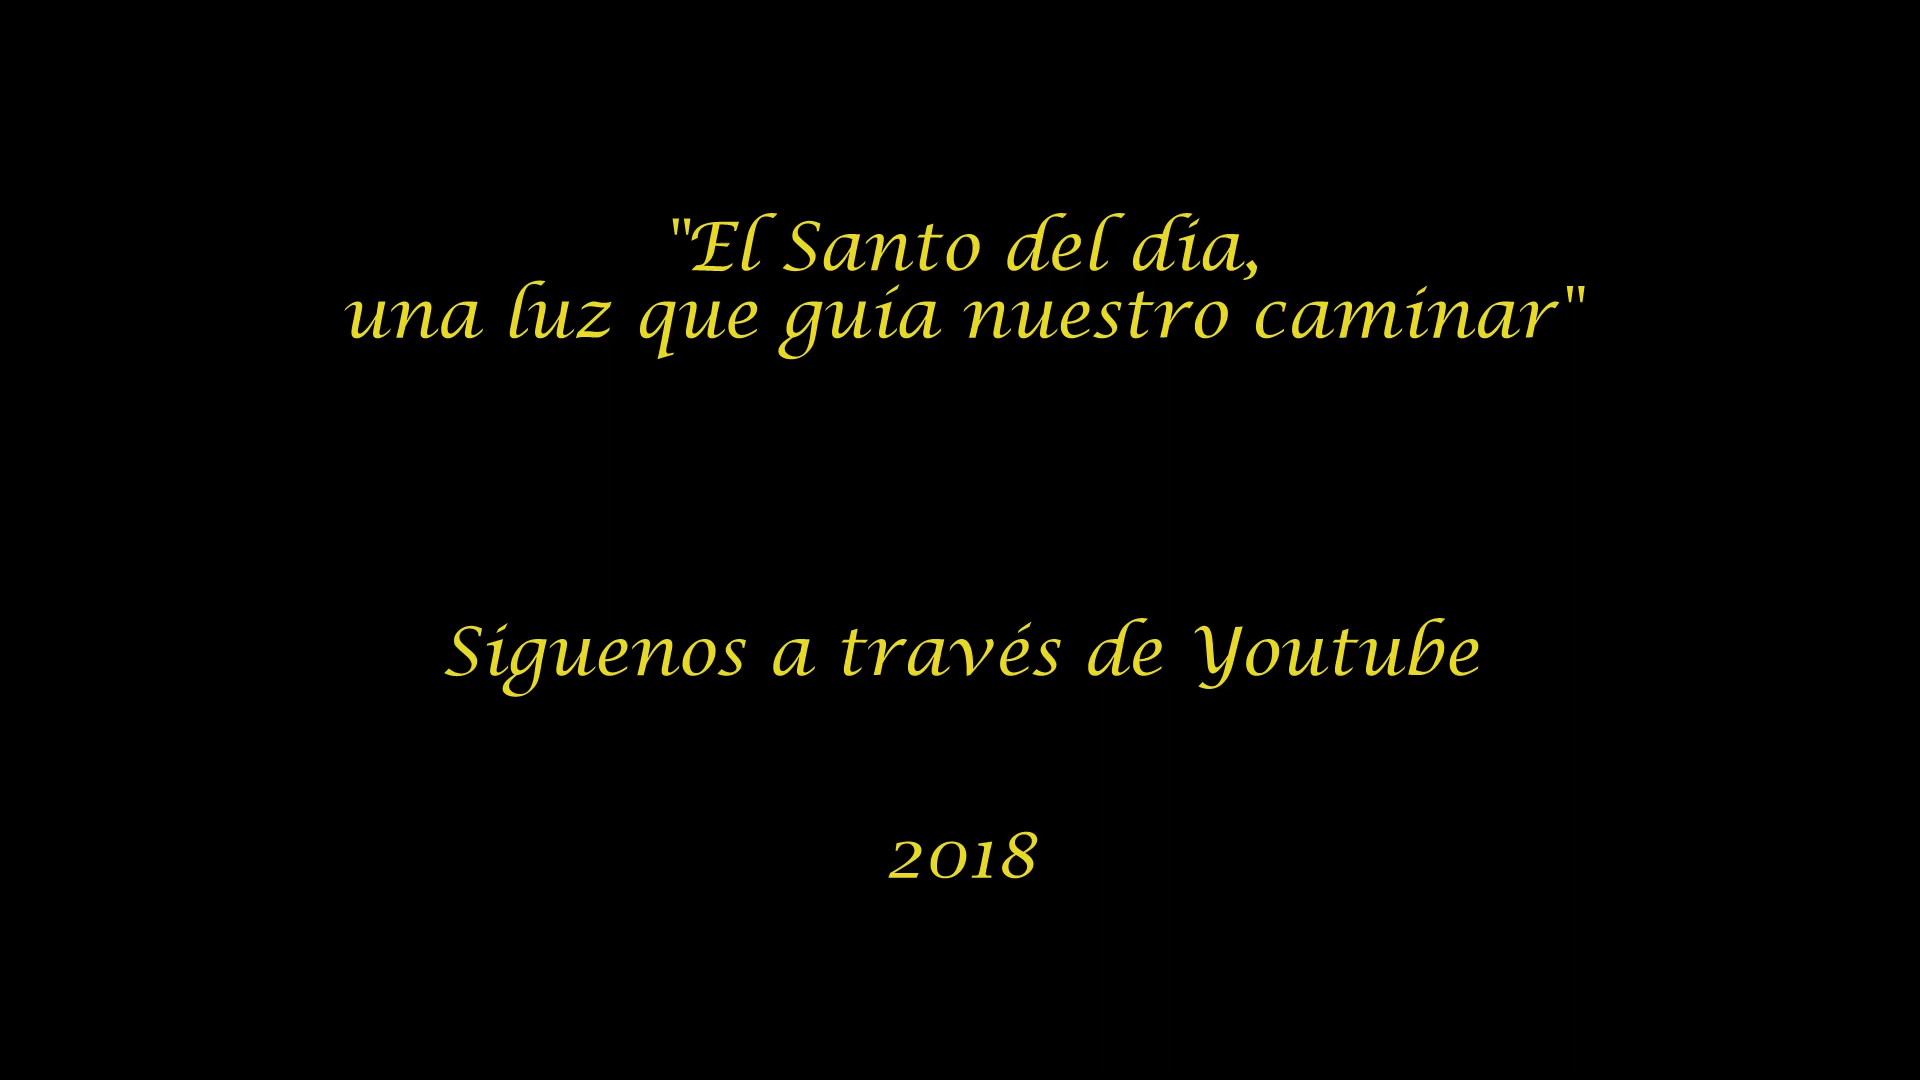 "El Santo del día,
una luz que guía nuestro caminar"
Síguenos a través de Youtube
2018